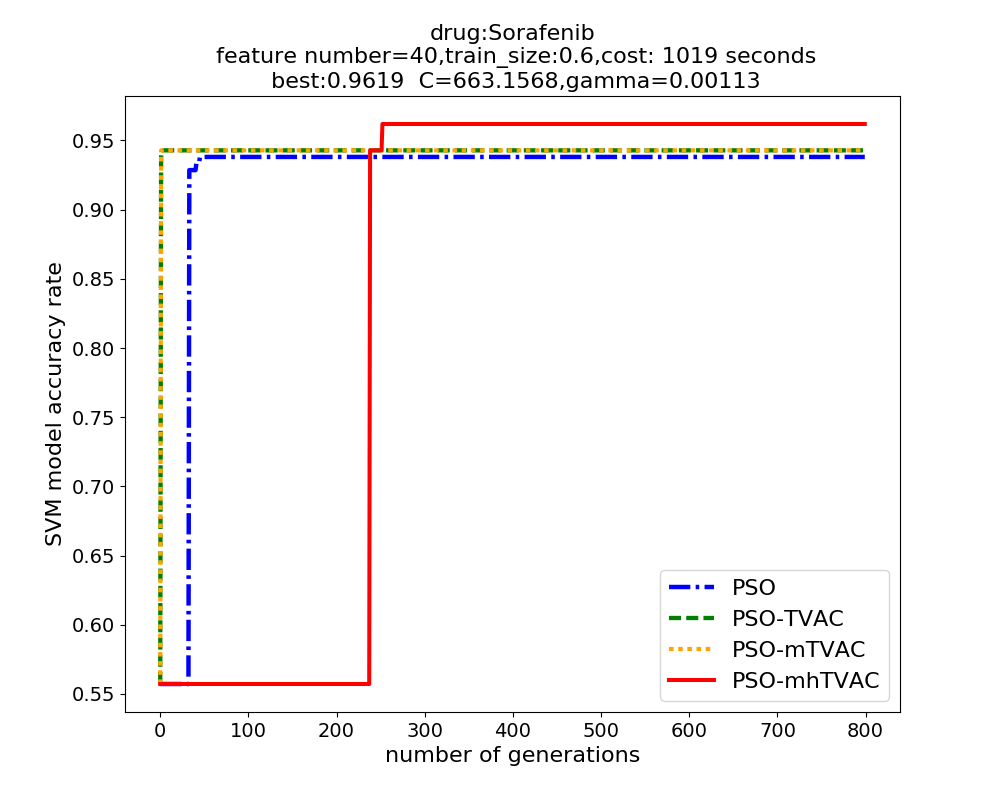 drug:Sorafenib
feature number=40,train_size:0.6,cost: 1019 seconds
best:0.9619  C=663.1568,gamma=0.00113
SVM model accuracy rate
0.95
0.90
0.85
0.80
0.75
0.70
0.65
0.60
0.55
PSO
PSO-TVAC
PSO-mTVAC
PSO-mhTVAC
0 100 200 300 400 500 600 700 800
number of generations